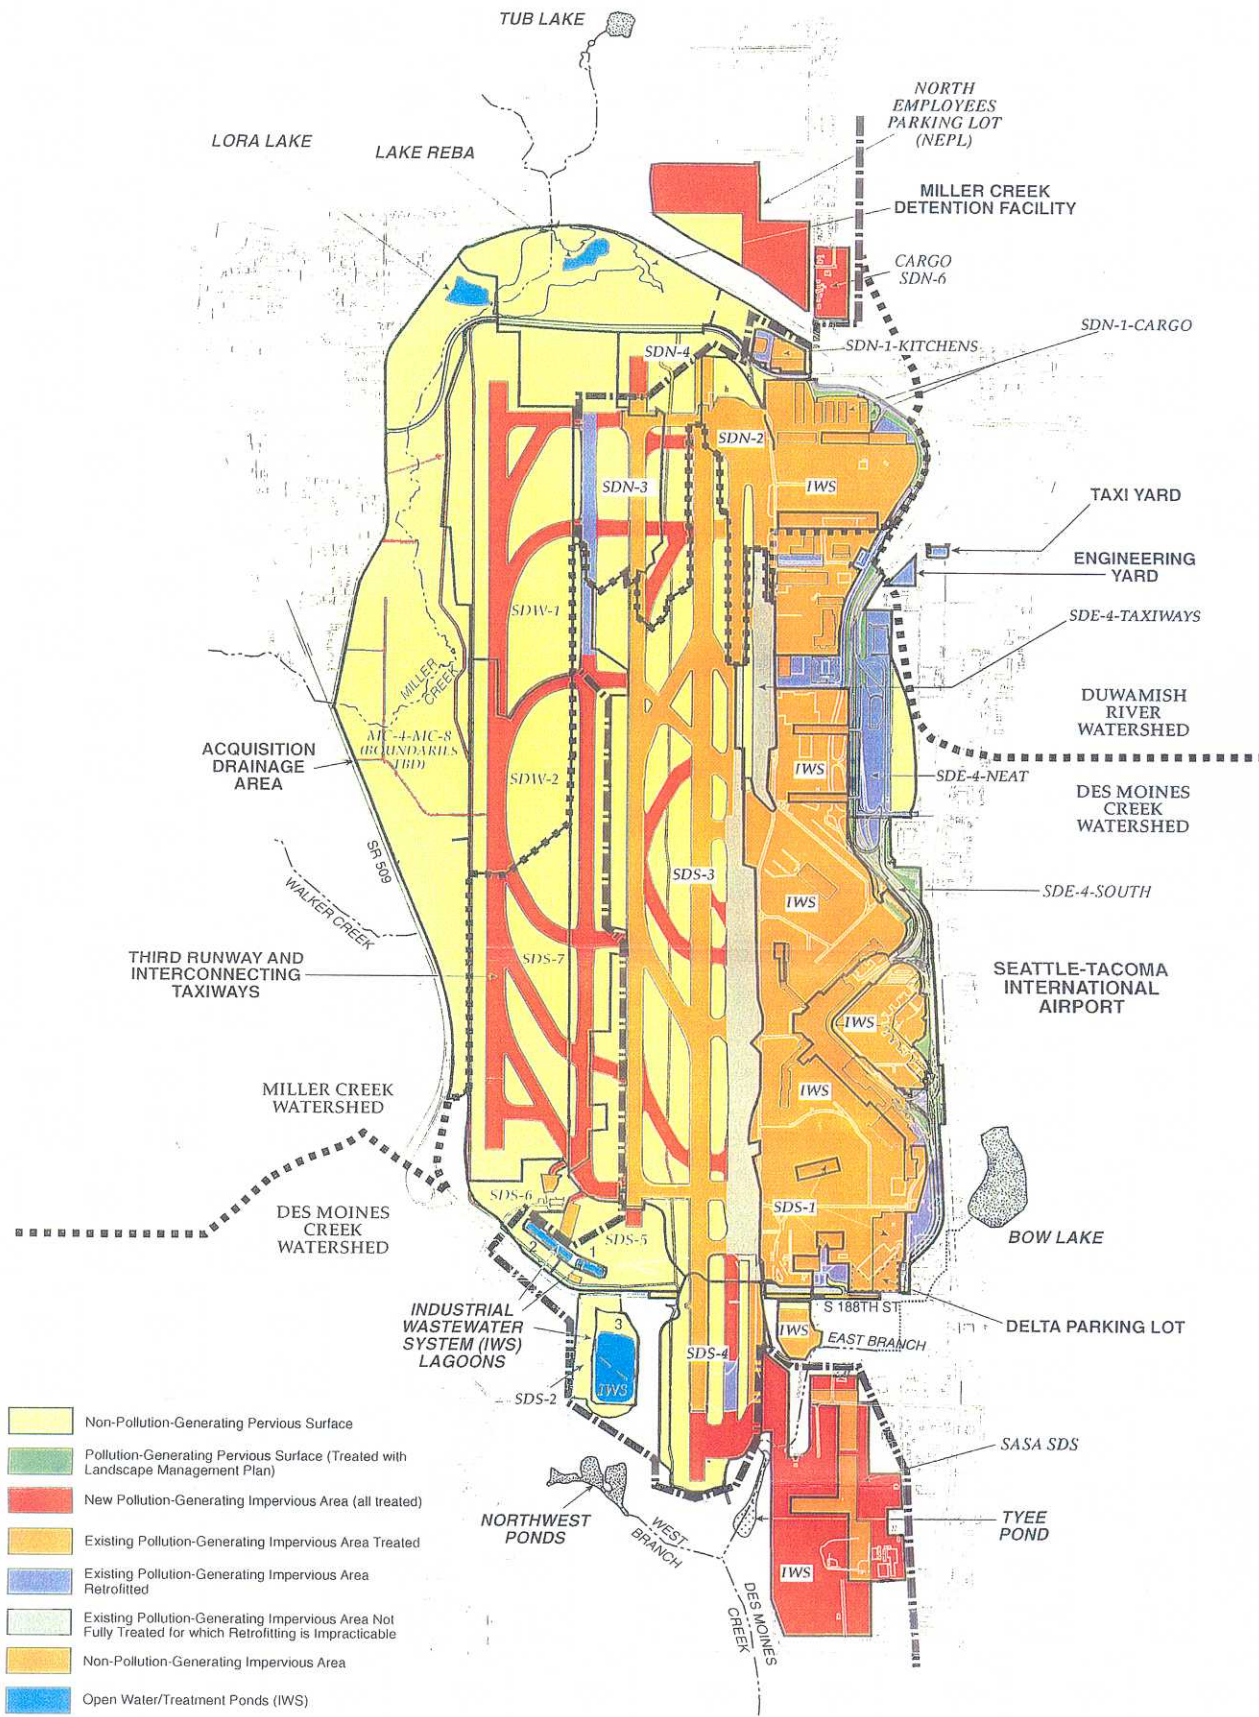 TUB LAKE
NORTH
EMPLOYEES
PARKING LOT
(NEPL)
LORA LAKE
LAKE REBA
MILLER CREEK
DETENTION FACILITY
CARGO
SDN-6
SDN-1-CARGO
SDN-1-KITCHENS
SDN-4
SDN-2
SDN-3
IWS
TAXI YARD
ENGINEERING
YARD
SDW-1
SDE-4-TAXIWAYS
MILLER
CREEK
DUWAMISH
RIVER
WATERSHED
MC-4-MC-8
(BOUNDARIES
TBD)
ACQUISITION
DRAINAGE
AREA
SDW-2
IWS
SDE-4-NEAT
DES MOINES
CREEK
WATERSHED
SR 509
SDS-3
IWS
SDE-4-SOUTH
WALKER CREEK
THIRD RUNWAY AND
INTERCONNECTING
TAXIWAYS
SDS-7
SEATTLE-TACOMA
INTERNATIONAL
AIRPORT
IWS
IWS
MILLER CREEK
WATERSHED
DES MOINES
CREEK
WATERSHED
SDS-6
SDS-5
SDS-1
2
1
BOW LAKE
INDUSTRIAL
WASTEWATER
SYSTEM (IWS)
LAGOONS
3
IWS
SDS-2
S 188TH ST
DELTA PARKING LOT
IWS
EAST BRANCH
SDS-4
SASA SDS
NORTHWEST
PONDS
WEST
BRANCH
TYEE
POND
IWS
DES MOINES
CREEK
Non-Pollution-Generating Pervious Surface
Pollution-Generating Pervious Surface (Treated with
Landscape Management Plan)
New Pollution-Generating Impervious Area (all treated)
Existing Pollution-Generating Impervious Area Treated
Existing Pollution-Generating Impervious Area
Retrofitted
Existing Pollution-Generating Impervious Area Not
Fully Treated for which Retrofitting is Impracticable
Non-Pollution-Generating Impervious Area
Open Water/Treatment Ponds (IWS)